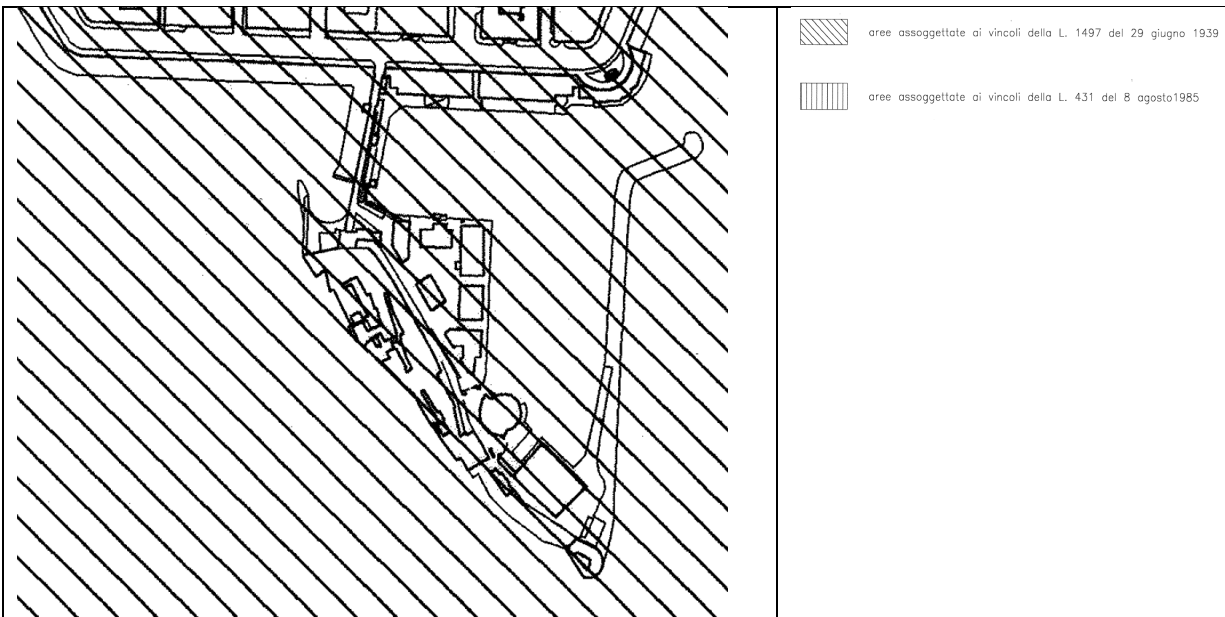 aree assoggettate ai vincoli della L. 1497 del 29 giugno 1939
aree assoggettate ai vincoli della L. 431 del 8 agosto1985